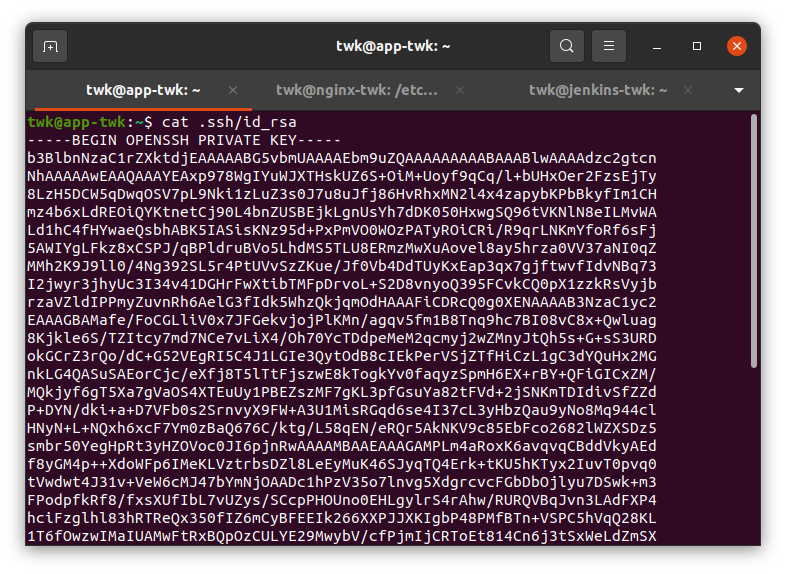 twk@app-twk: ~
twk@app-twk: ~
twk@nginx-twk: /etc...
twk@jenkins-twk: ~
twk@app-twk:~$ cat .ssh/id_rsa
-----BEGIN OPENSSH PRIVATE KEY-----
b3BlbnNzaC1rZXktdjEAAAAABG5vbmUAAAAEbm9uZQAAAAAAAAABAAABlwAAAAdzc2gtcn
NhAAAAAwEAAQAAAYEAxp978WgIYuWJXTHskUZ6S+OiM+Uoyf9qCq/l+bUHxOer2FzsEjTy
8LzH5DCW5qDwqOSV7pL9Nki1zLuZ3s0J7u8uJfj86HvRhxMN2l4x4zapybKPbBkyfIm1CH
mz4b6xLdREOiQYKtnetCj90L4bnZUSBEjkLgnUsYh7dDK050HxwgSQ96tVKNlN8eILMvWA
Ld1hC4fHYwaeQsbhABK5IASisKNz95d+PxPmVO0WOzPATyROiCRi/R9qrLNKmYfoRf6sFj
5AWIYgLFkz8xCSPJ/qBPldruBVo5LhdMS5TLU8ERmzMwXuAovel8ay5hrza0VV37aNI0qZ
MMh2K9J9ll0/4Ng392SL5r4PtUVvSzZKue/Jf0Vb4DdTUyKxEap3qx7gjftwvfIdvNBq73
I2jwyr3jhyUc3I34v41DGHrFwXtibTMFpDrvoL+S2D8vnyoQ395FCvkCQ0pX1zzkRsVyjb
rzaVZldIPPmyZuvnRh6AelG3fIdk5WhzQkjqmOdHAAAFiCDRcQ0g0XENAAAAB3NzaC1yc2
EAAAGBAMafe/FoCGLliV0x7JFGekvjojPlKMn/agqv5fm1B8Tnq9hc7BI08vC8x+Qwluag
8Kjkle6S/TZItcy7md7NCe7vLiX4/Oh70YcTDdpeMeM2qcmyj2wZMnyJtQh5s+G+sS3URD
okGCrZ3rQo/dC+G52VEgRI5C4J1LGIe3QytOdB8cIEkPerVSjZTfHiCzL1gC3dYQuHx2MG
nkLG4QASuSAEorCjc/eXfj8T5lTtFjszwE8kTogkYv0faqyzSpmH6EX+rBY+QFiGICxZM/
MQkjyf6gT5Xa7gVaOS4XTEuUy1PBEZszMF7gKL3pfGsuYa82tFVd+2jSNKmTDIdivSfZZd
P+DYN/dki+a+D7VFb0s2SrnvyX9FW+A3U1MisRGqd6se4I37cL3yHbzQau9yNo8Mq944cl
HNyN+L+NQxh6xcF7Ym0zBaQ676C/ktg/L58qEN/eRQr5AkNKV9c85EbFco2682lWZXSDz5
smbr50YegHpRt3yHZOVoc0JI6pjnRwAAAAMBAAEAAAGAMPLm4aRoxK6avqvqCBddVkyAEd
f8yGM4p++XdoWFp6IMeKLVztrbsDZl8LeEyMuK46SJyqTQ4Erk+tKU5hKTyx2IuvT0pvq0
tVwdwt4J31v+VeW6cMJ47bYmNjOAADc1hPzV35o7lnvg5XdgrcvcFGbDbOjlyu7DSwk+m3
FPodpfkRf8/fxsXUfIbL7vUZys/SCcpPHOUno0EHLgylrS4rAhw/RURQVBqJvn3LAdFXP4
hciFzglhl83hRTReQx350fIZ6mCyBFEEIk266XXPJJXKIgbP48PMfBTn+VSPC5hVqQ28KL
1T6fOwzwIMaIUAMwFtRxBQpOzCULYE29MwybV/cfPjmIjCRToEt814Cn6j3tSxWeLdZmSX